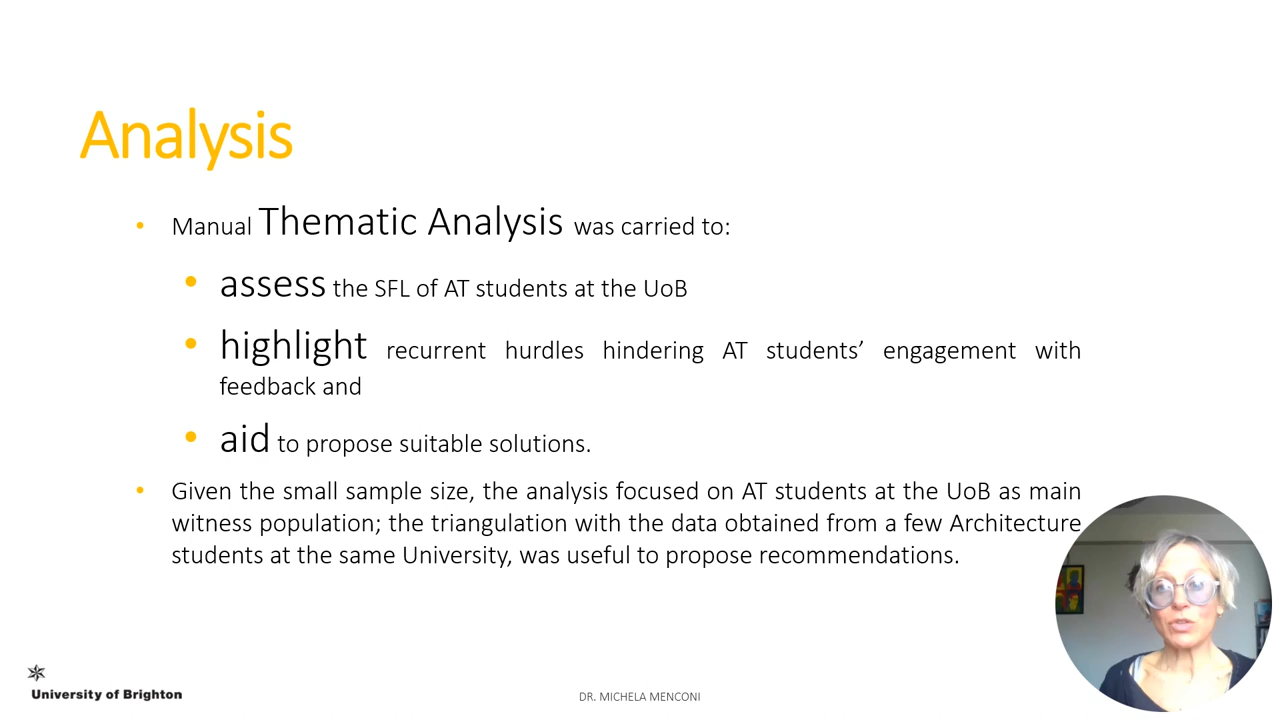 Analysis
• Manual Thematic Analysis was carried to:
• assess the SFL of AT students at the UoB
• highlight recurrent hurdles hindering AT students’ engagement with
feedback and
• aid to propose suitable solutions.
• Given the small sample size, the analysis focused on AT students at the UoB as main
witness population; the triangulation with the data obtained from a few Architecture
students at the same University, was useful to propose recommendations.
University of Brighton
DR. MICHELA MENCONI